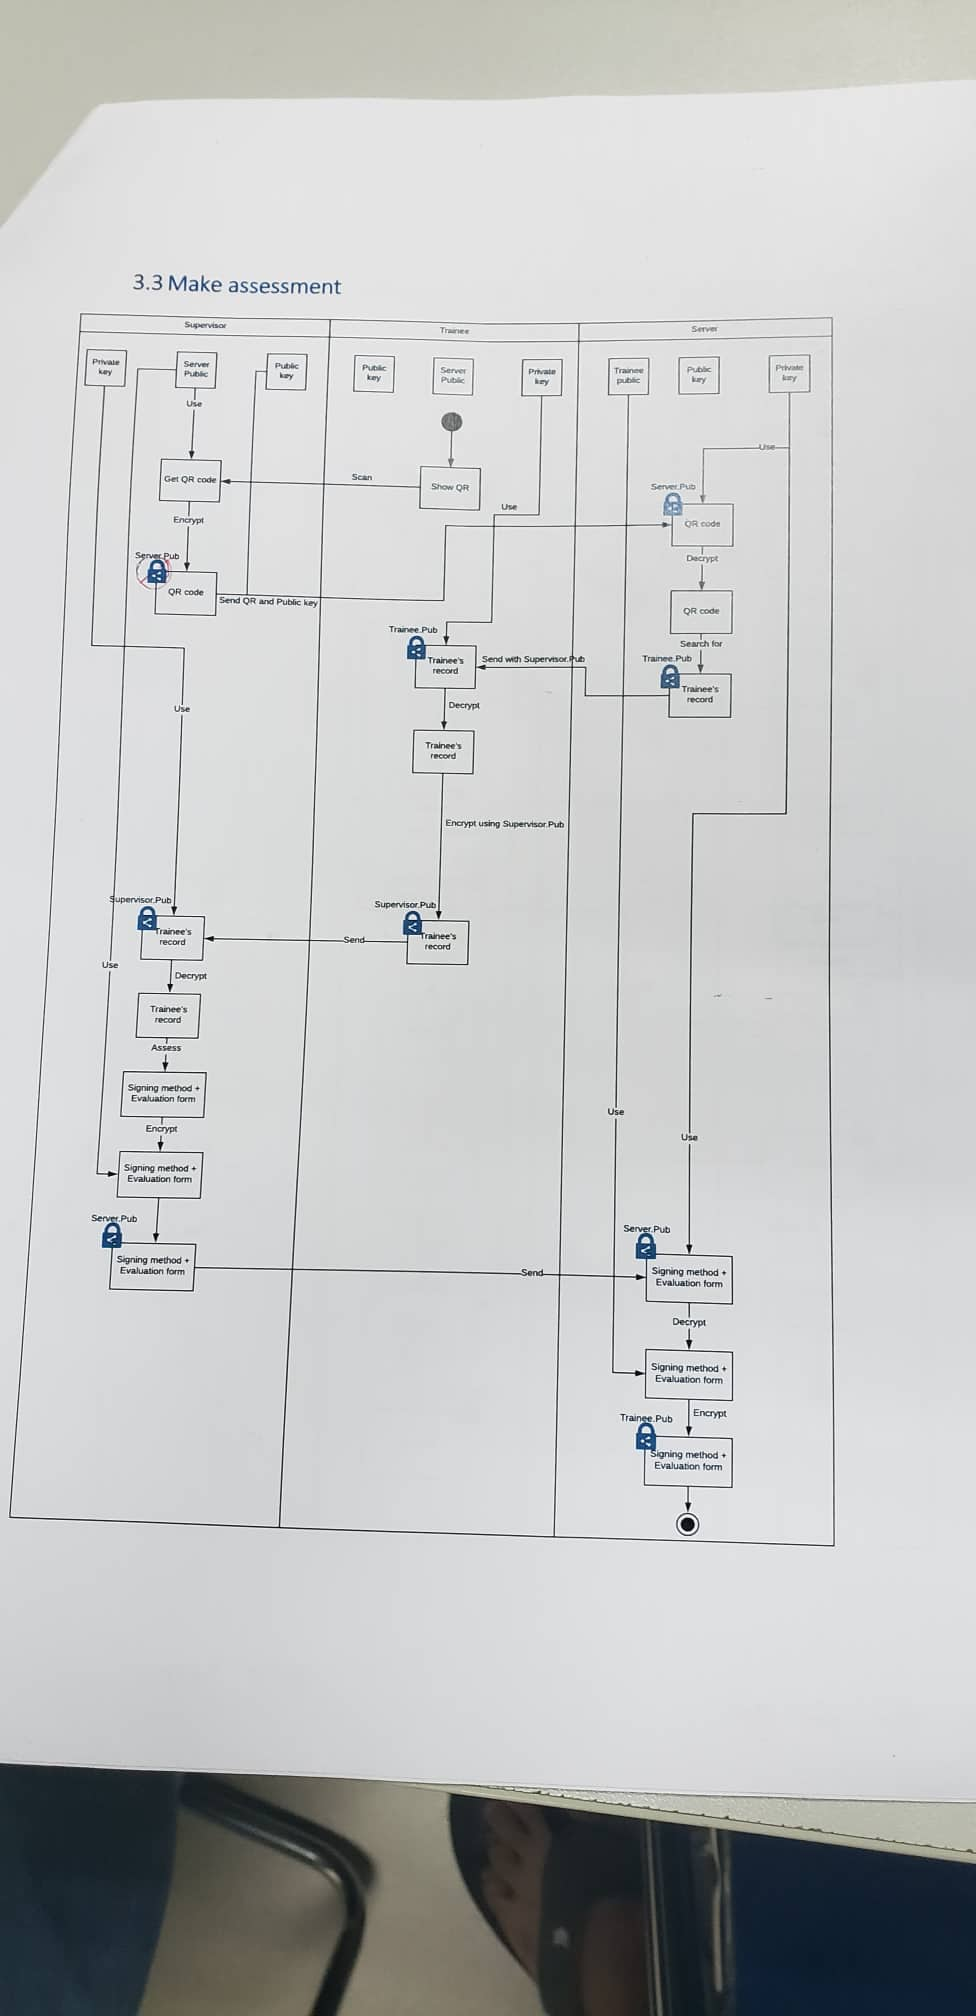 3.3 Make assessment
Supervisor
Trainee
Server
Private
key
Server
Public
Public
key
Public
key
Server
Public
Private
key
Trainee
public
Public
key
Private
key
Use
Use
Get QR code
Scan
Show QR
Server.Pub
Use
QR code
Encrypt
Server.Pub
QR code
Send QR and Public key
Decrypt
QR code
Search for
Trainee.Pub
Trainee's
record
Send with Supervisor.Pub
Trainee.Pub
Trainee's
record
Decrypt
Use
Trainee's
record
Encrypt using Supervisor.Pub
Supervisor.Pub
Trainee's
record
Send
Supervisor.Pub
Trainee's
record
Use
Decrypt
Trainee's
record
Assess
Signing method +
Evaluation form
Encrypt
Signing method +
Evaluation form
Use
Use
Server.Pub
Signing method +
Evaluation form
Send
Server.Pub
Signing method +
Evaluation form
Decrypt
Signing method +
Evaluation form
Encrypt
Trainee.Pub
Signing method +
Evaluation form